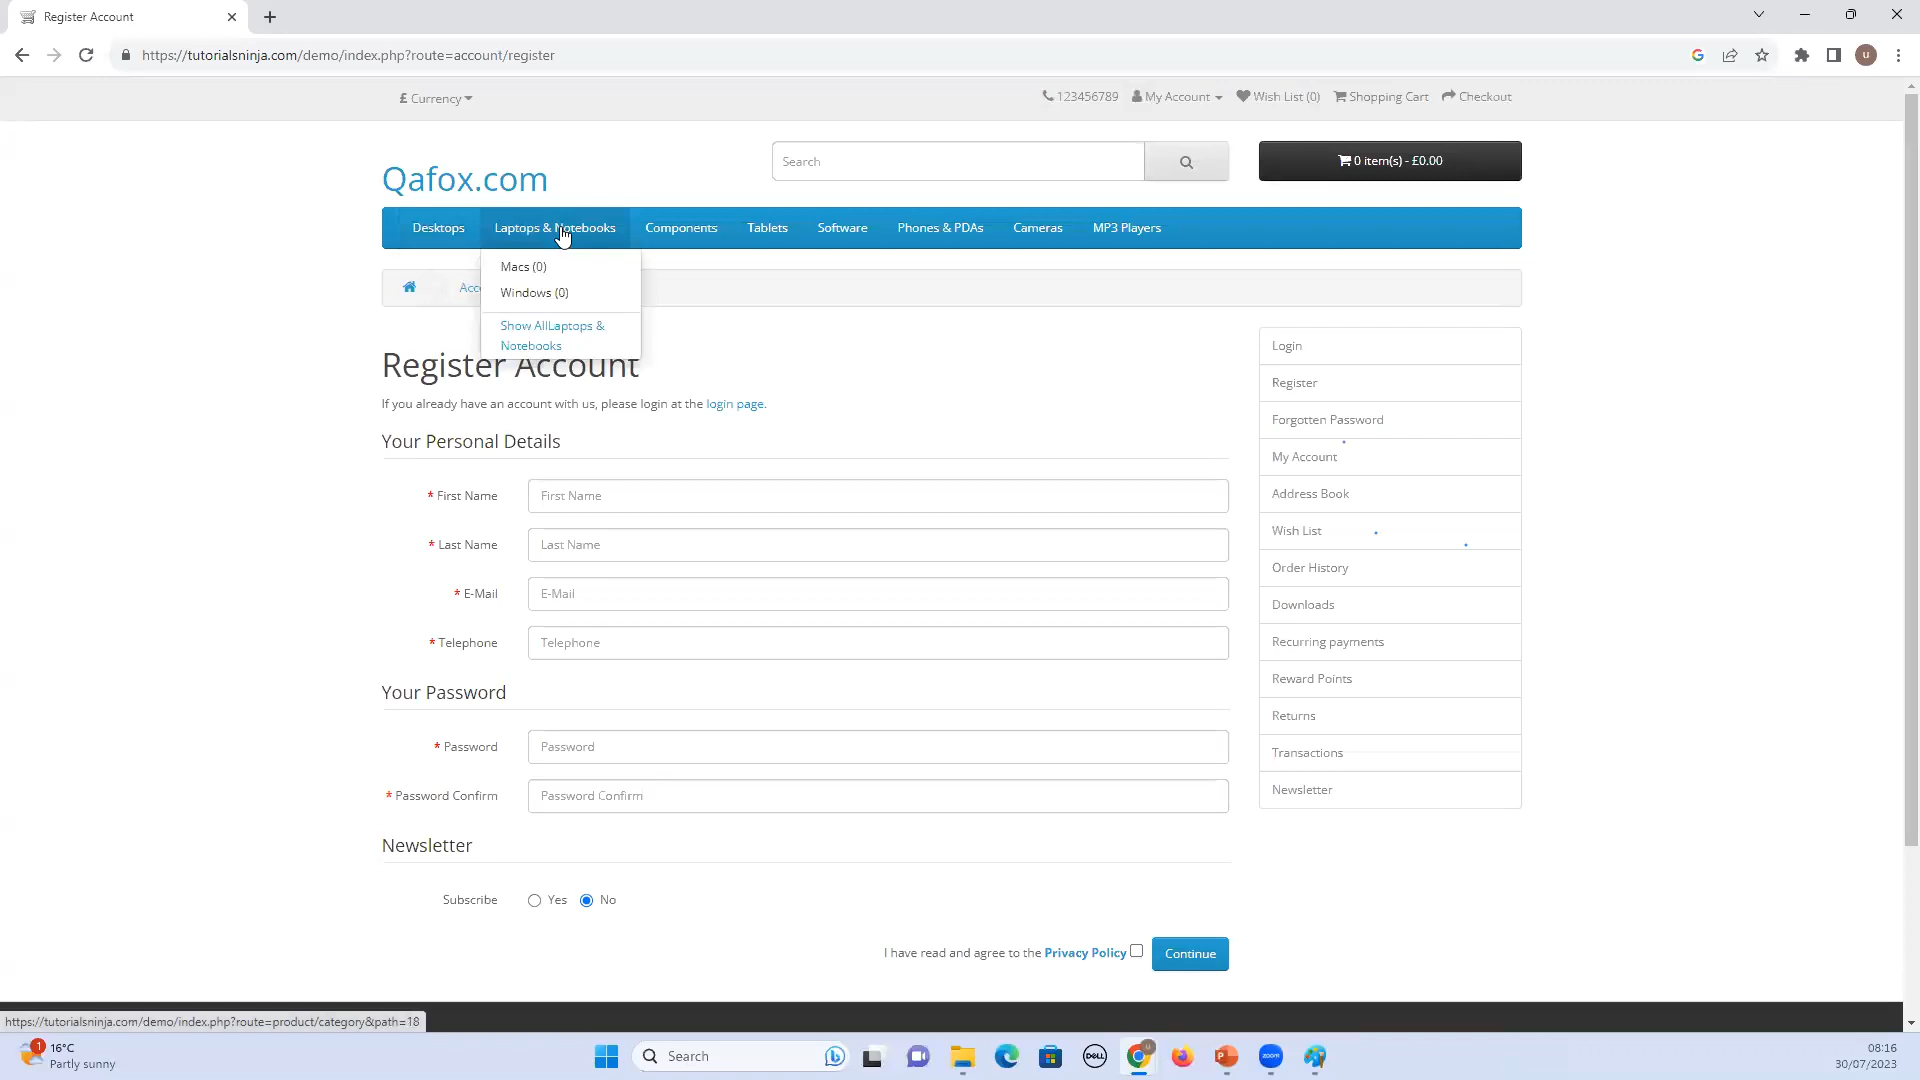 Register Account
https://tutorialsninja.com/demo/index.php?route=account/register
u
£ Currency
123456789 My Account Wish List (0) Shopping Cart Checkout
Qafox.com
Search
0 item(s) - £0.00
Desktops Laptops & Notebooks Components Tablets Software Phones & PDAs Cameras MP3 Players
Macs (0)
Windows (0)
Show AllLaptops &
Notebooks
Acc
Register Account
If you already have an account with us, please login at the login page.
Your Personal Details
* First Name First Name
* Last Name Last Name
* E-Mail E-Mail
* Telephone Telephone
Your Password
* Password Password
* Password Confirm Password Confirm
Newsletter
Subscribe Yes No
I have read and agree to the Privacy Policy Continue
Login
Register
Forgotten Password
My Account
Address Book
Wish List
Order History
Downloads
Recurring payments
Reward Points
Returns
Transactions
Newsletter
https://tutorialsninja.com/demo/index.php?route=product/category&path=18
1
16°C
Partly sunny
Search
DELL
zoom
08:16
30/07/2023